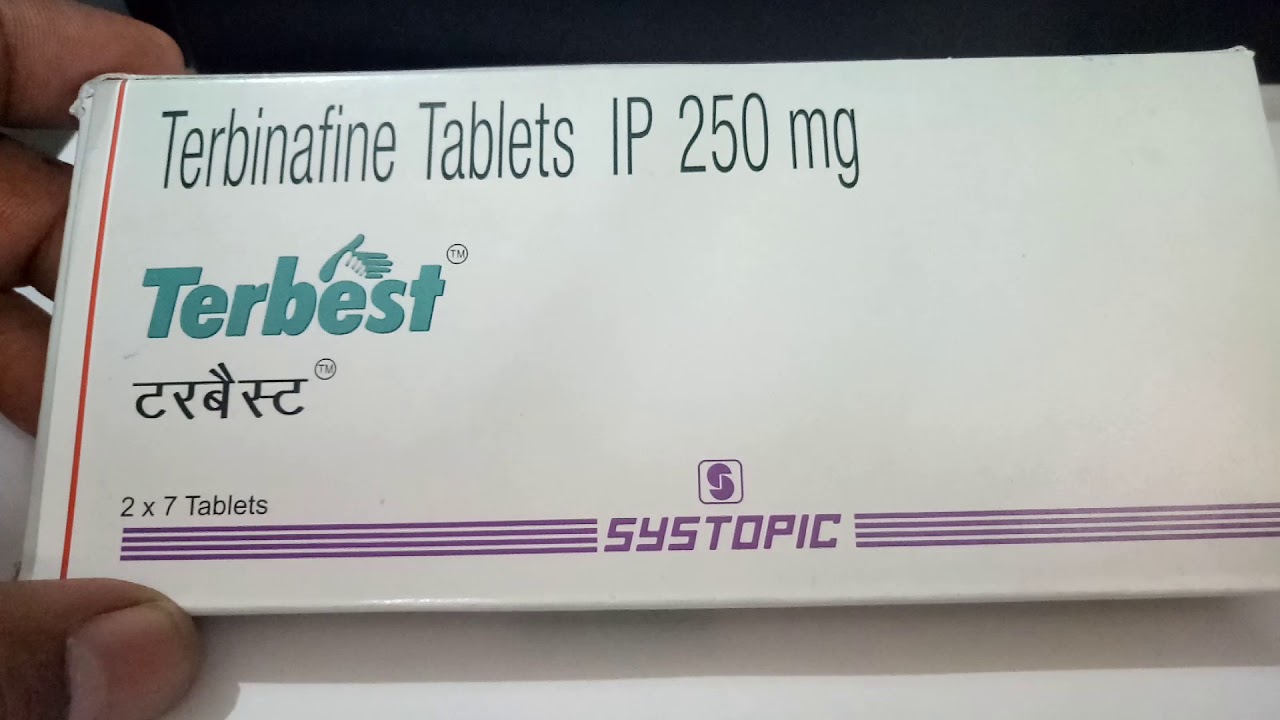 Terbinafine Tablets IP 250 mg
Terbest™
टरबैस्ट™
2 x 7 Tablets
SYSTOPIC